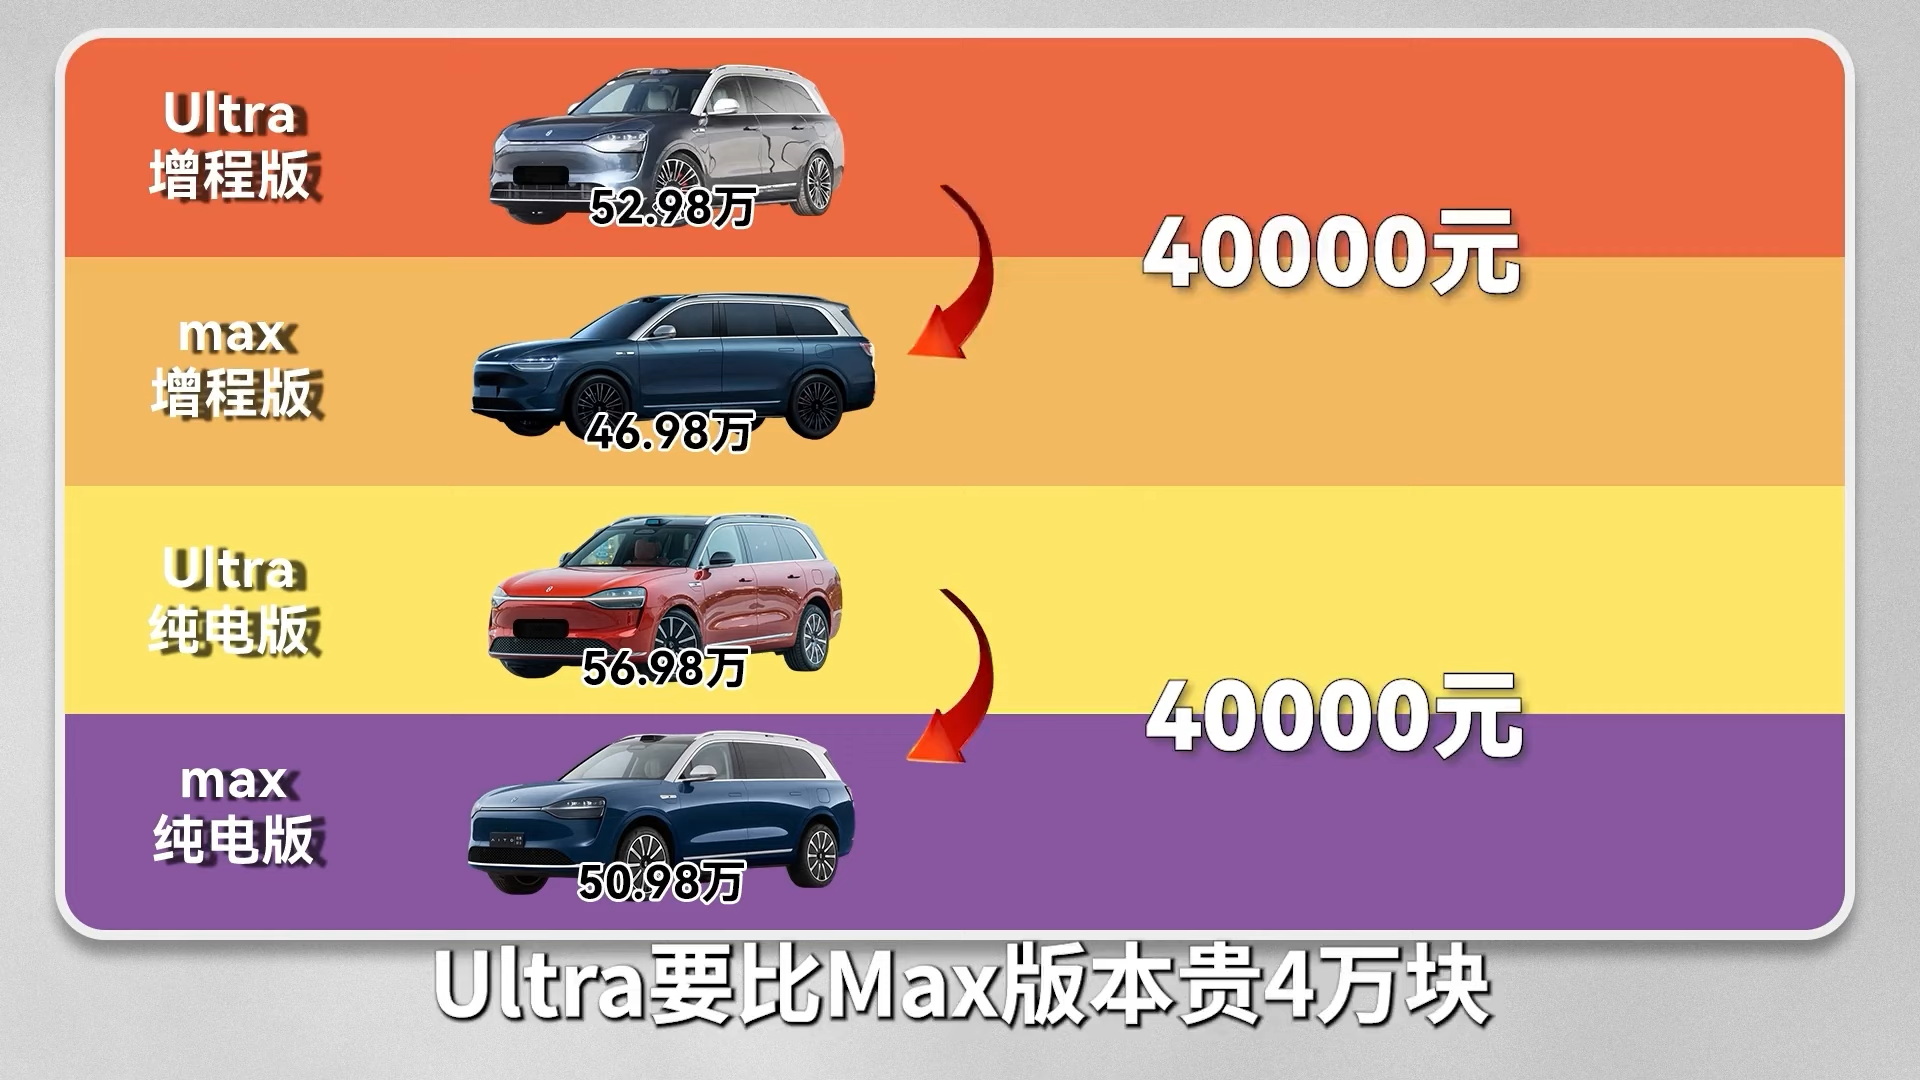 Ultra
增程版
52.98万
40000元
max
增程版
46.98万
Ultra
纯电版
56.98万
40000元
max
纯电版
50.98万
Ultra要比Max版本贵4万块